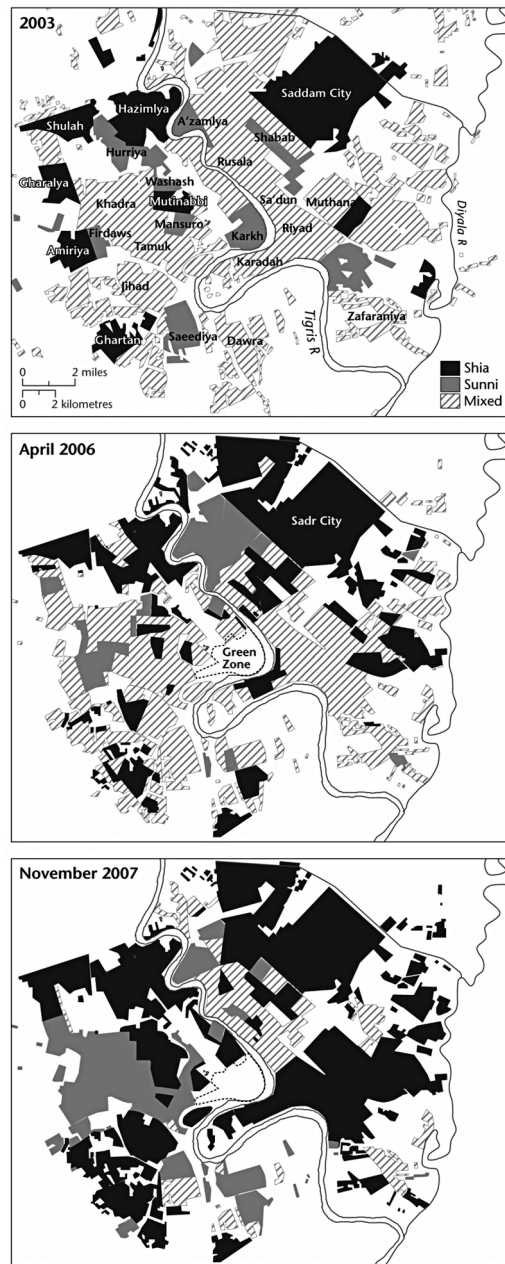 2003
Hazimlya
Saddam City
Shulah
A'zamlya
Hurriya
Shabab
Rusala
Gharalya
Washash
Khadra
Mutinabbi
Sa'dun
Muthana
Diyala R
Firdaws
Mansuro
Karkh
Riyad
Amiriya
Tamuk
Karadah
Jihad
Tigris R
Zafaraniya
Ghartan
Saeediya
Dawra
0 2 miles
0 2 kilometres
Shia
Sunni
Mixed
April 2006
Sadr City
Green
Zone
November 2007